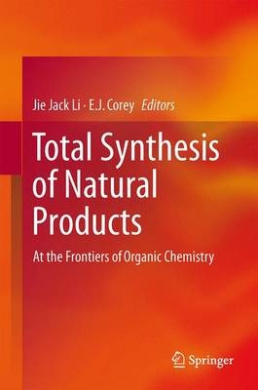 Jie Jack Li · E.J. Corey Editors
Total Synthesis
of Natural
Products
At the Frontiers of Organic Chemistry
Springer